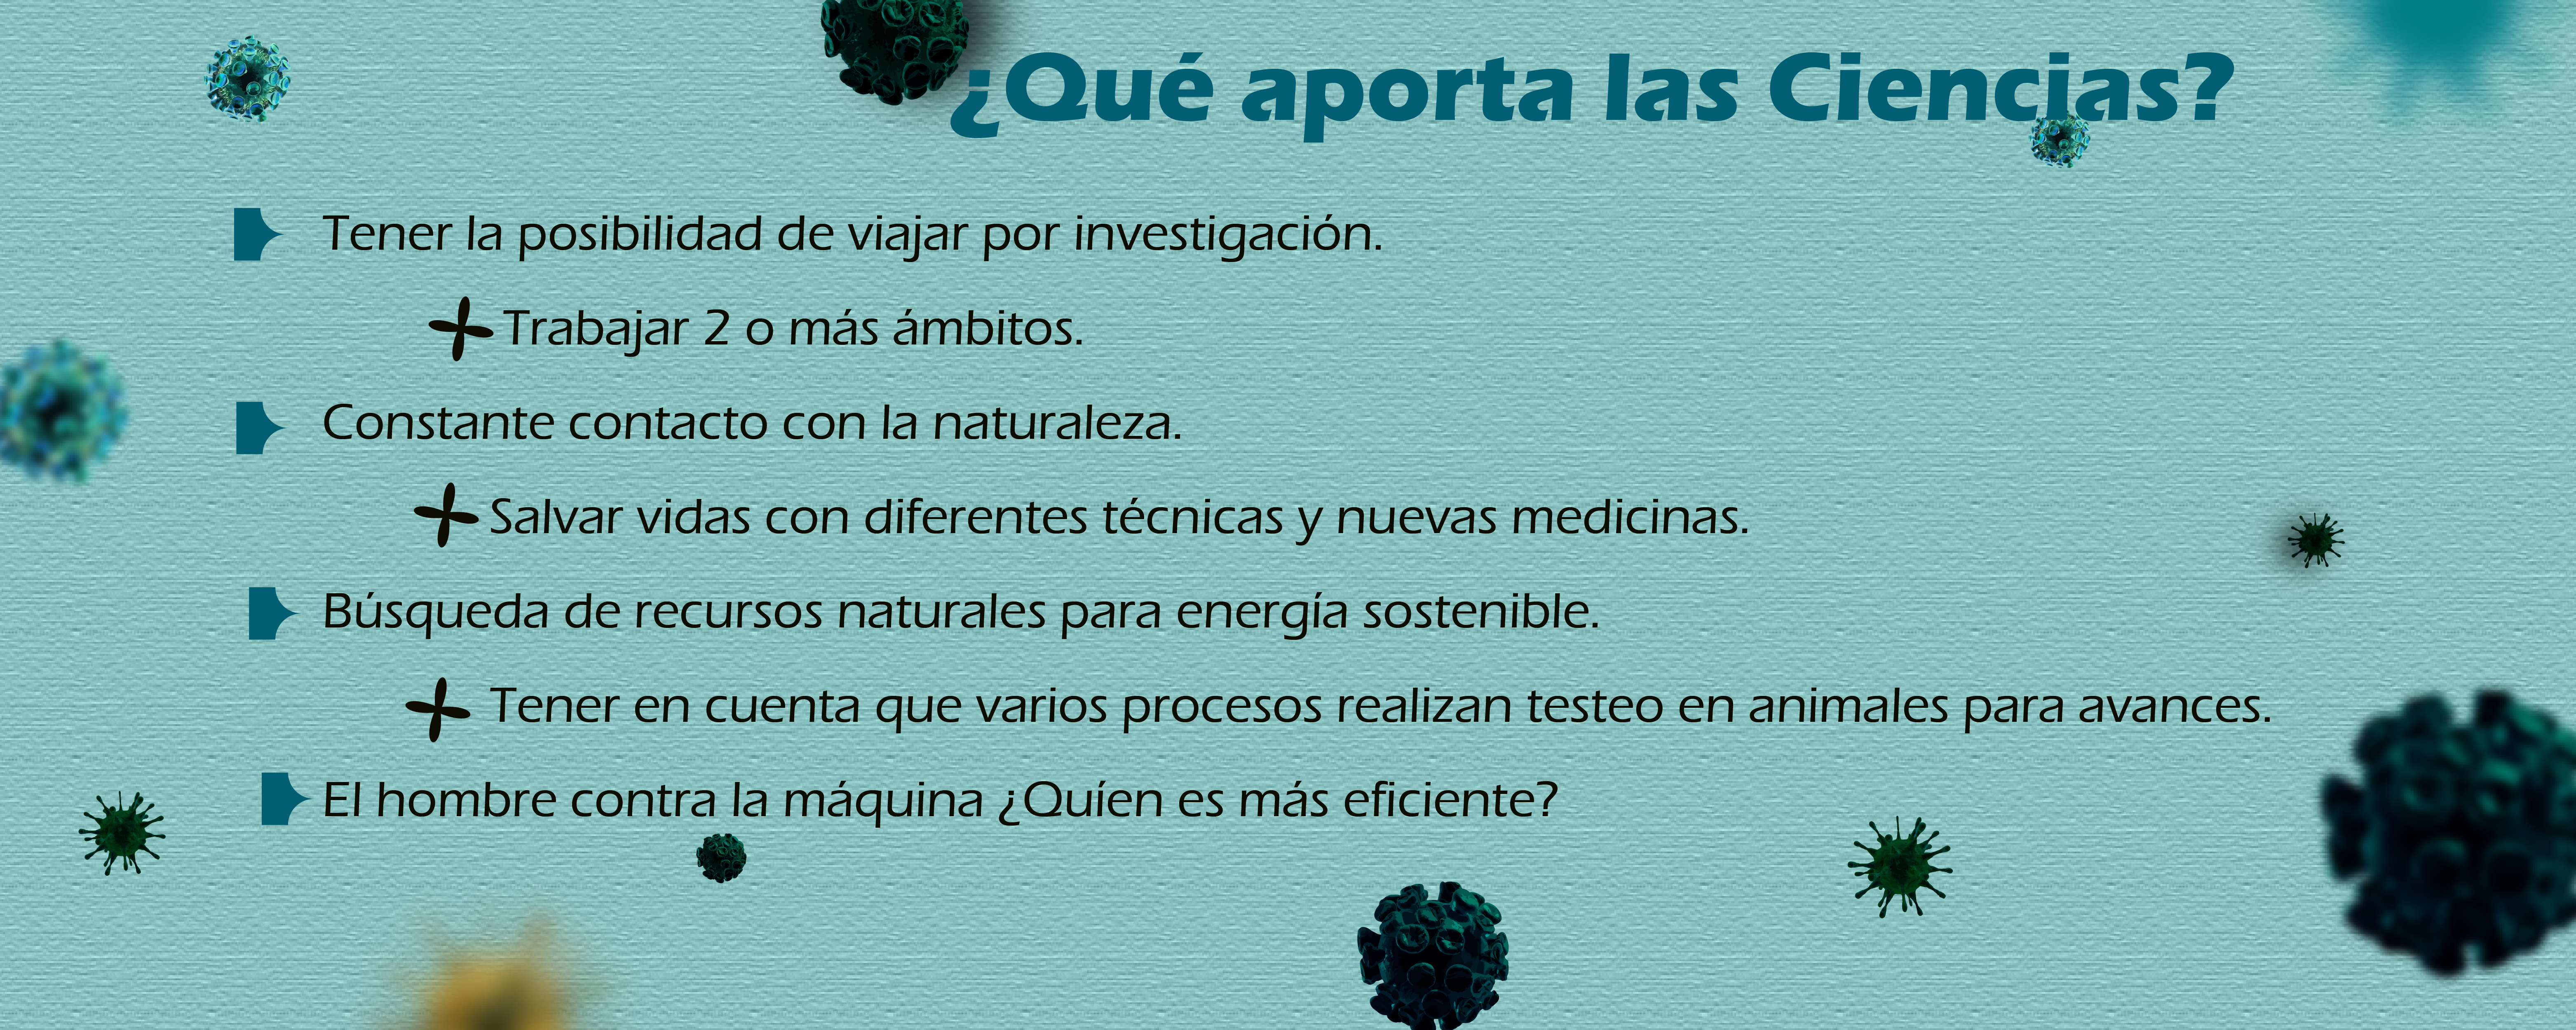 ¿Qué aporta las Ciencias?
Tener la posibilidad de viajar por investigación.
Trabajar 2 o más ámbitos.
Constante contacto con la naturaleza.
Salvar vidas con diferentes técnicas y nuevas medicinas.
Búsqueda de recursos naturales para energía sostenible.
Tener en cuenta que varios procesos realizan testeo en animales para avances.
El hombre contra la máquina ¿Quíen es más eficiente?